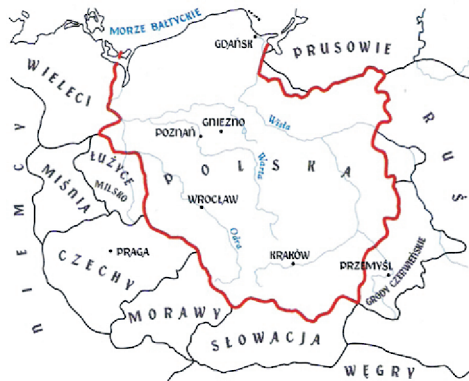 MORZE BAŁTYCKIE
GDAŃSK
PRUSOWIE
WIELECI
Wisła
GNIEZNO
POZNAŃ
RUŚ
NIEMCY
ŁUŻYCE
POLSKA
Warta
MIŚNIA
MILSKO
WROCŁAW
Odra
PRAGA
KRAKÓW
PRZEMYŚL
GRODY CZERWIEŃSKIE
CZECHY
MORAWY
SŁOWACJA
WĘGRY